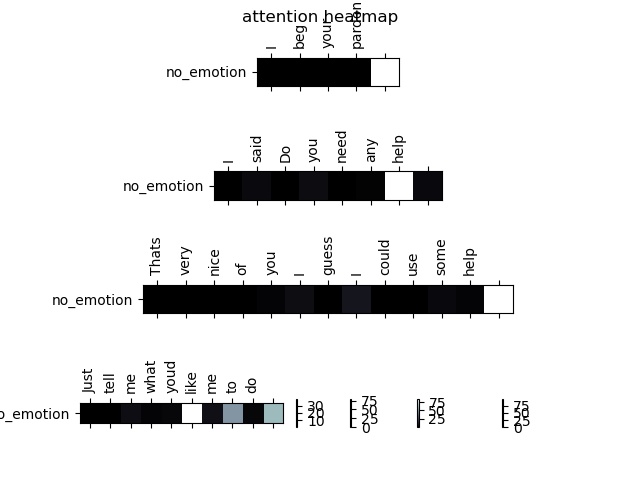 attention heatmap
I beg your pardon
no_emotion
I said Do you need any help
no_emotion
Thats very nice of you I guess I could use some help
no_emotion
Just tell me what youd like me to do
o_emotion
30 20 10
75 50 25 0
75 50 25
75 50 25 0